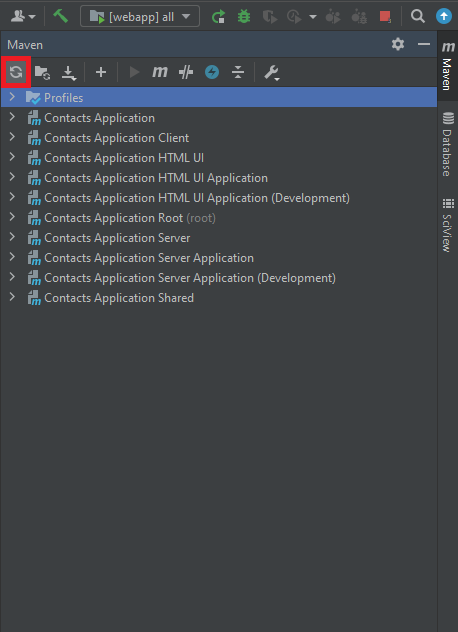 [webapp] all
Maven
Profiles
Contacts Application
Contacts Application Client
Contacts Application HTML UI
Contacts Application HTML UI Application
Contacts Application HTML UI Application (Development)
Contacts Application Root (root)
Contacts Application Server
Contacts Application Server Application
Contacts Application Server Application (Development)
Contacts Application Shared
m
Maven
Database
SciView